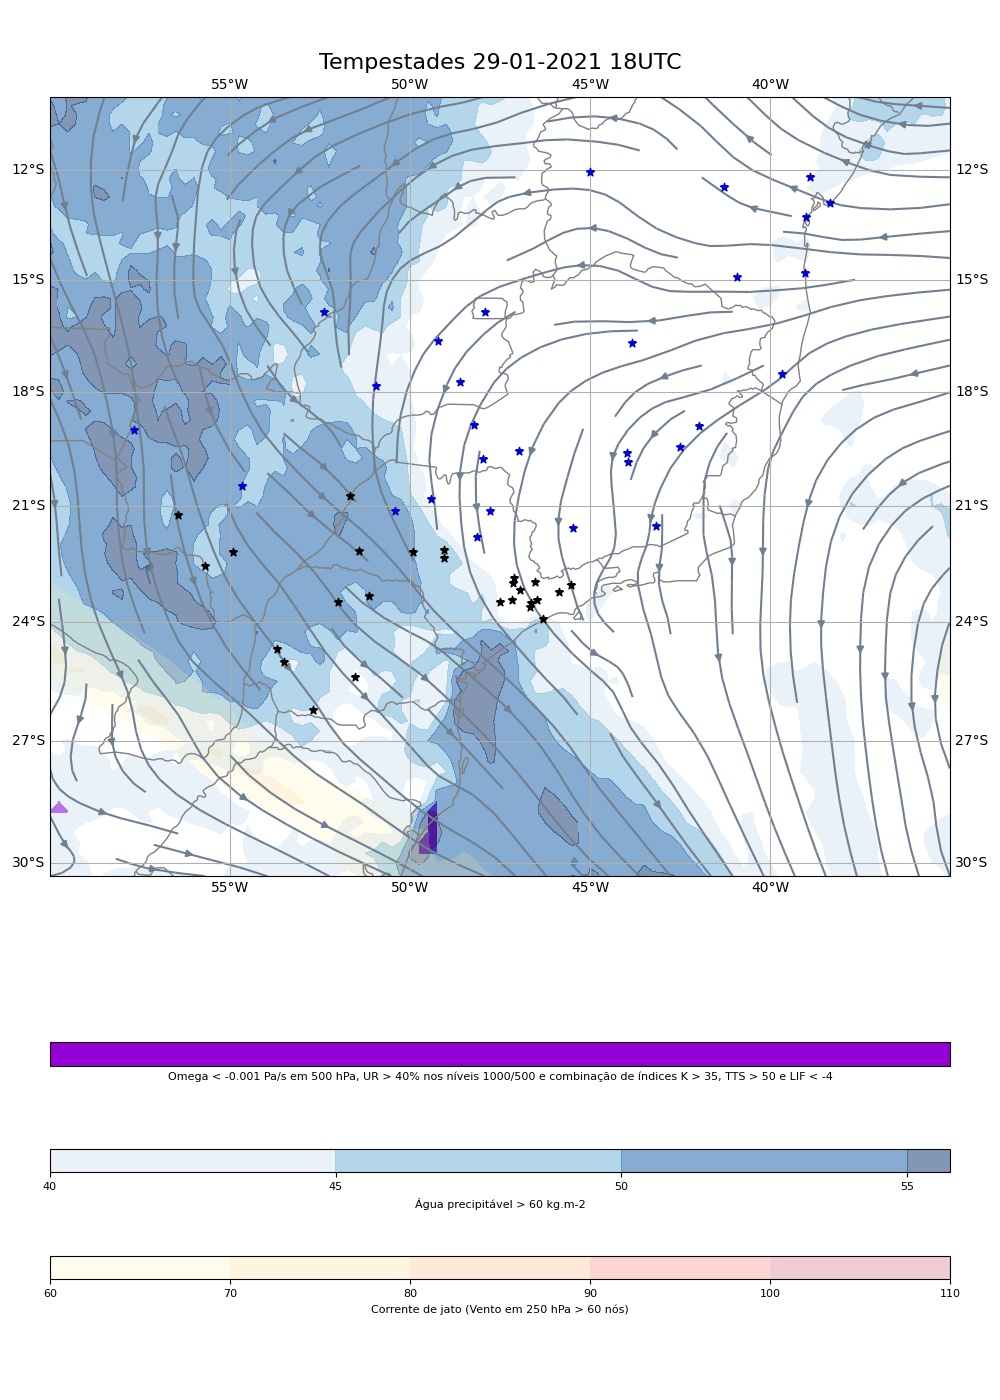 Tempestades 29-01-2021 18UTC
55°W 50°W 45°W 40°W
12°S 12°S
15°S 15°S
18°S 18°S
21°S 21°S
24°S 24°S
27°S 27°S
30°S 30°S
55°W 50°W 45°W 40°W
Omega < -0.001 Pa/s em 500 hPa, UR > 40% nos níveis 1000/500 e combinação de índices K > 35, TTS > 50 e LIF < -4
40 45 50 55
Água precipitável > 60 kg.m-2
60 70 80 90 100 110
Corrente de jato (Vento em 250 hPa > 60 nós)